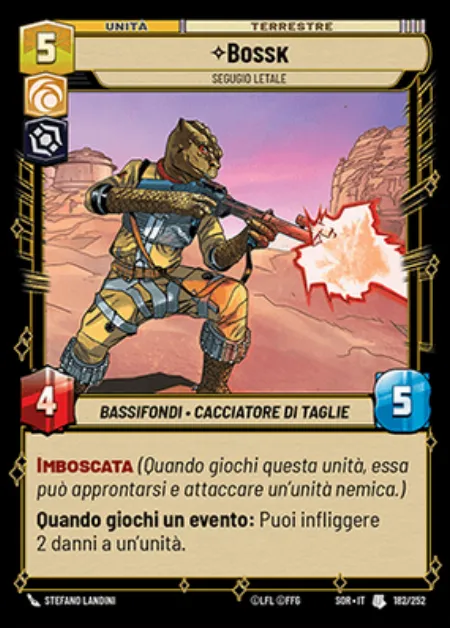 5
UNITÀ
TERRESTRE
BOSSK
SEGUGIO LETALE
4
BASSIFONDI • CACCIATORE DI TAGLIE
5
IMBOSCATA (Quando giochi questa unità, essa
può approntarsi e attaccare un'unità nemica.)
Quando giochi un evento: Puoi infliggere
2 danni a un'unità.
STEFANO LANDINI
©LFL ©FFG
SOR • IT
182/252